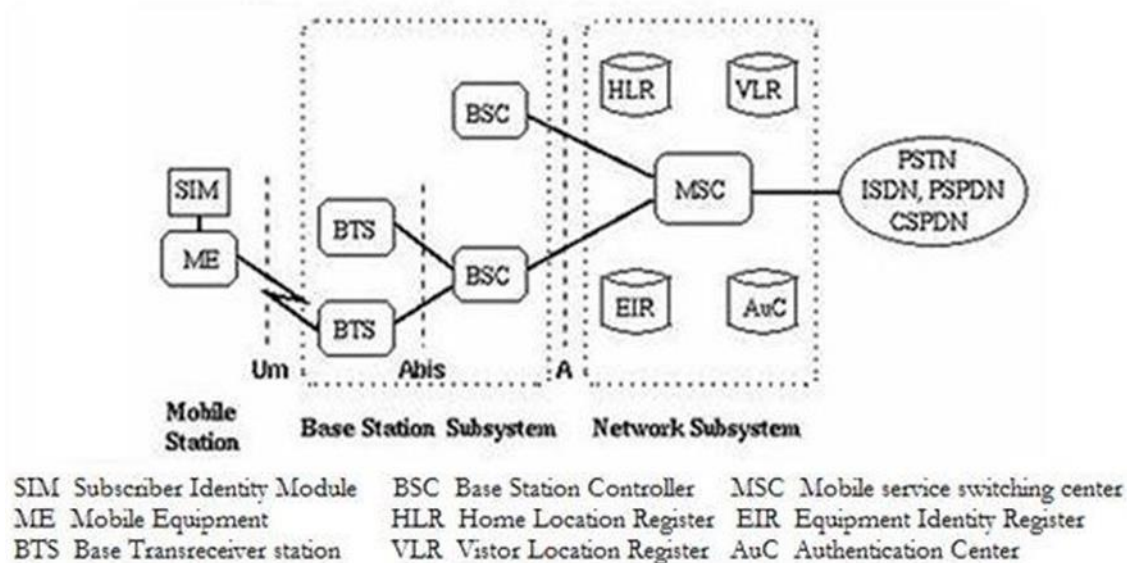 HLR
VLR
BSC
MSC
PSTN
ISDN, PSPDN
CSPDN
SIM
ME
BTS
BSC
BTS
EIR
AuC
Um
Abis
A
Mobile
Station
Base Station Subsystem
Network Subsystem
SIM Subscriber Identity Module BSC Base Station Controller MSC Mobile service switching center
ME Mobile Equipment HLR Home Location Register EIR Equipment Identity Register
BTS Base Transreceiver station VLR Vistor Location Register AuC Authentication Center